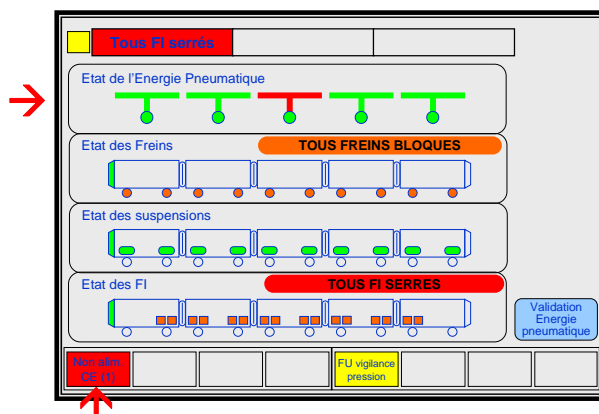 Tous FI serrés
Etat de l'Energie Pneumatique
Etat des Freins
TOUS FREINS BLOQUES
Etat des suspensions
Etat des FI
TOUS FI SERRES
Validation
Energie
pneumatique
Non alim.
CE (1)
FU vigilance
pression